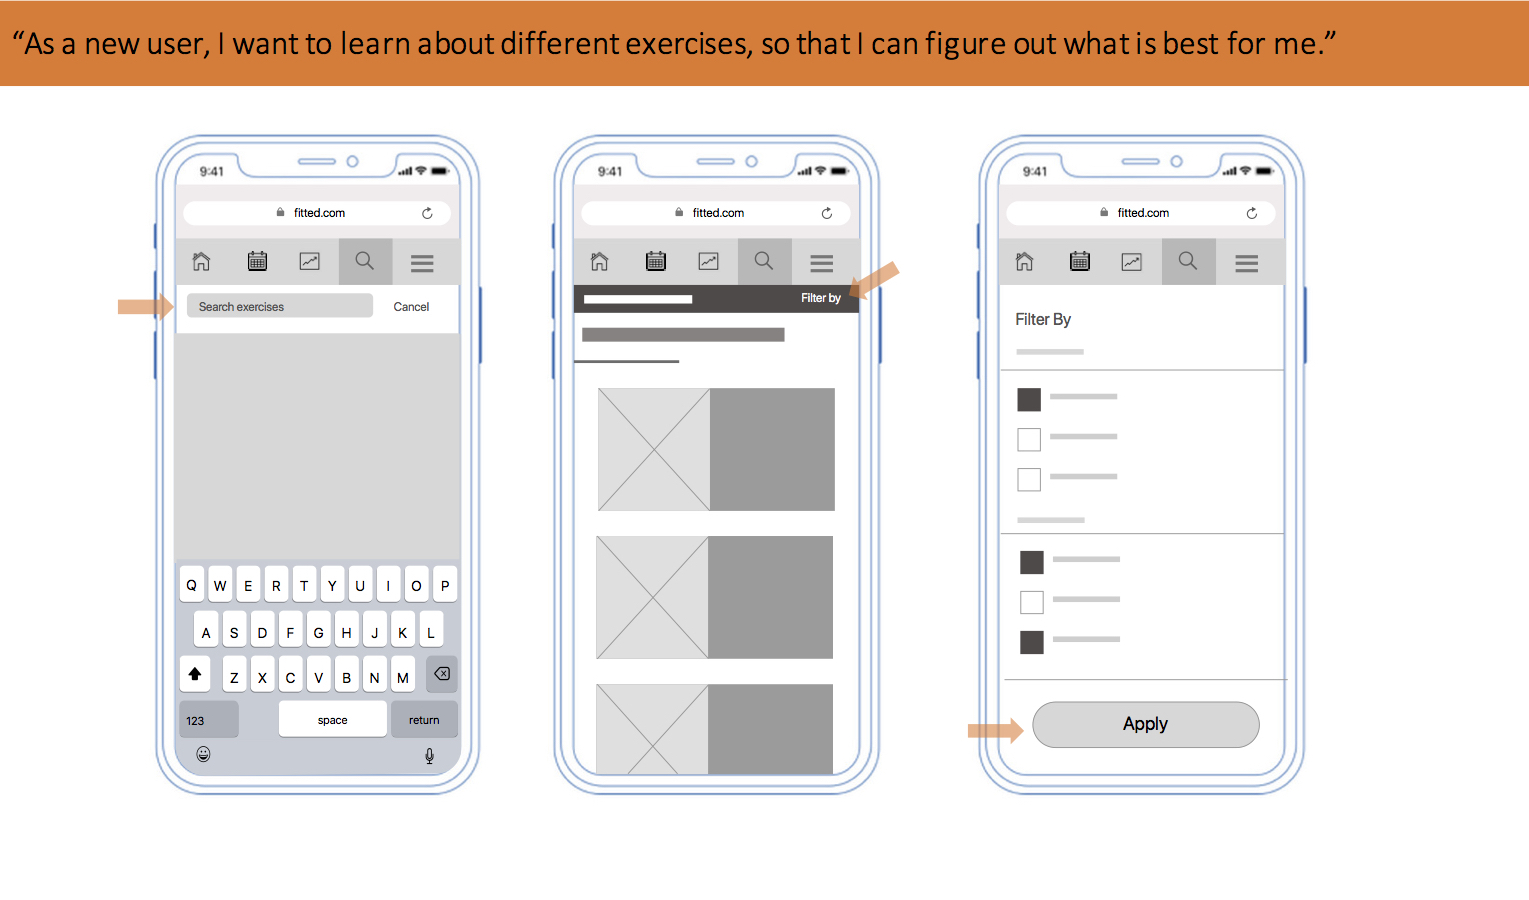 “As a new user, I want to learn about different exercises, so that I can figure out what is best for me.”
9:41
fitted.com
Search exercises
Cancel
Q W E R T Y U I O P
A S D F G H J K L
Z X C V B N M
123
space
return
9:41
fitted.com
Filter by
9:41
fitted.com
Filter By
Apply